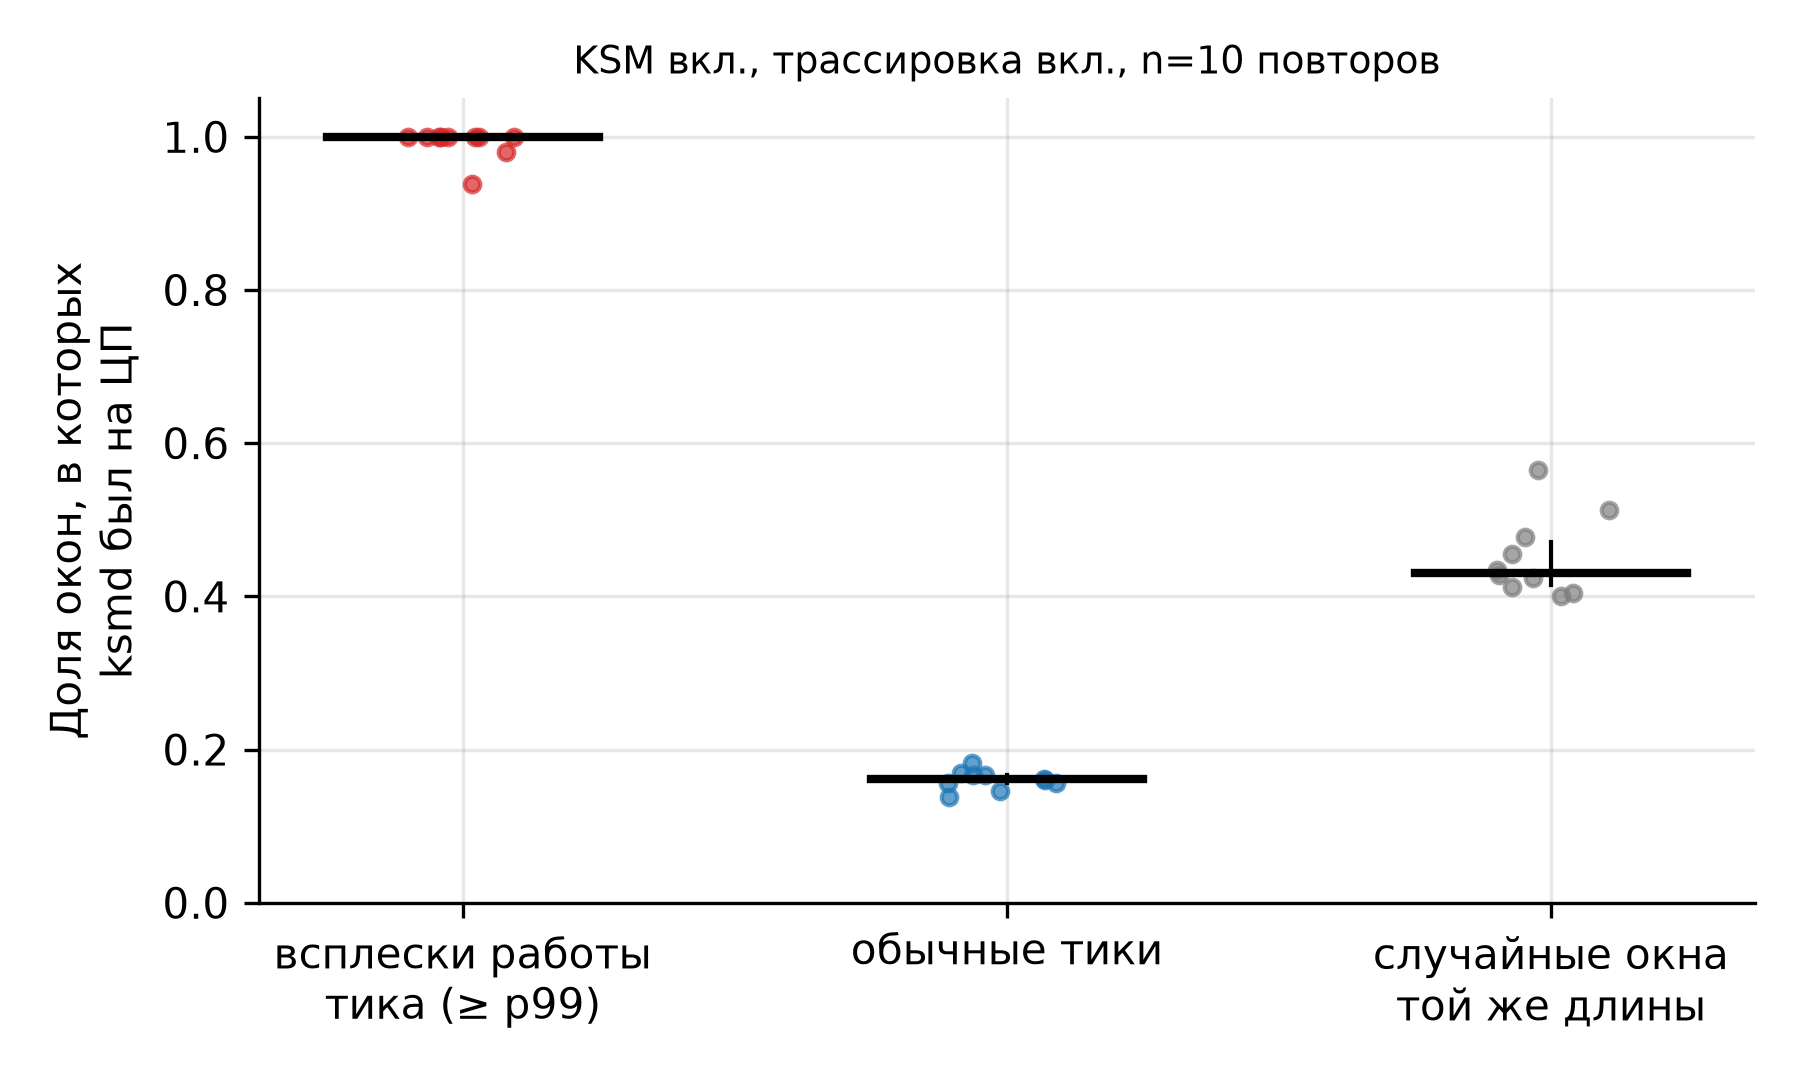 KSM вкл., трассировка вкл., n=10 повторов
Доля окон, в которых
ksmd был на ЦП
1.0
0.8
0.6
0.4
0.2
0.0
всплески работы
тика (≥ p99)
обычные тики
случайные окна
той же длины